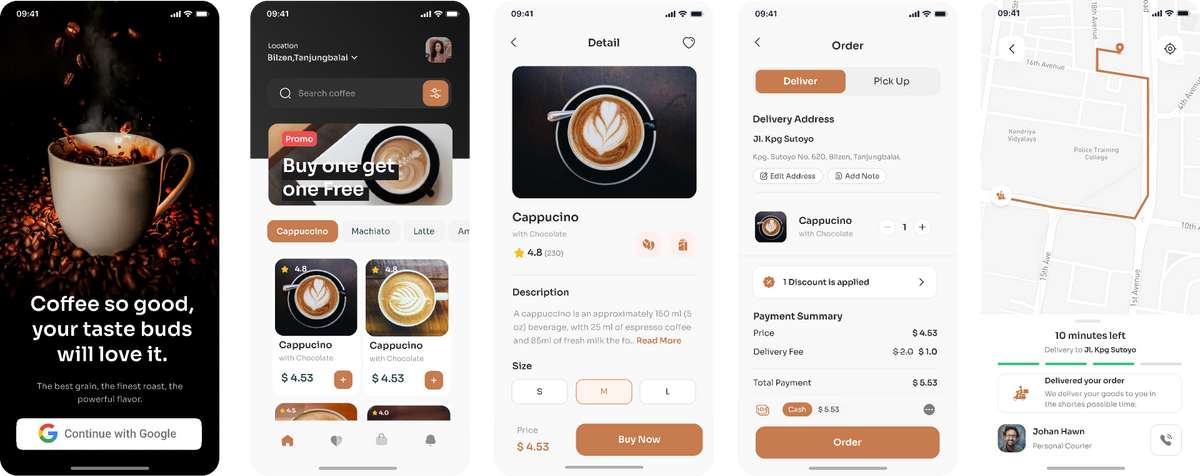 09:41
Coffee so good,
your taste buds
will love it.
The best grain, the finest roast, the
powerful flavor.
Continue with Google
09:41
Location
Bilzen,Tanjungbalai
Search coffee
Promo
Buy one get
one Free
Cappuccino
Machiato
Latte
Am
4.8
4.8
Cappucino
Cappucino
with Chocolate
with Chocolate
$ 4.53
+
$ 4.53
+
4.5
4.0
09:41
Detail
Cappucino
with Chocolate
4.8 (230)
Description
A cappuccino is an approximately 150 ml (5
oz) beverage, with 25 ml of espresso coffee
and 85ml of fresh milk the fo.. Read More
Size
S
M
L
Price
$ 4.53
Buy Now
09:41
Order
Deliver
Pick Up
Delivery Address
Jl. Kpg Sutoyo
Kpg. Sutoyo No. 620, Bilzen, Tanjungbalai.
Edit Address
Add Note
Cappucino
with Chocolate
1
1 Discount is applied
Payment Summary
Price
$ 4.53
Delivery Fee
$ 2.0 $ 1.0
Total Payment
$ 5.53
Cash
$ 5.53
Order
09:41
18th Avenue
16th Avenue
4th Avenue
Kendriya
Vidyalaya
Police Training
College
10th A
15th Ave
1st Avenue
10 minutes left
Delivery to Jl. Kpg Sutoyo
Delivered your order
We deliver your goods to you in
the shortes possible time.
Johan Hawn
Personal Courier